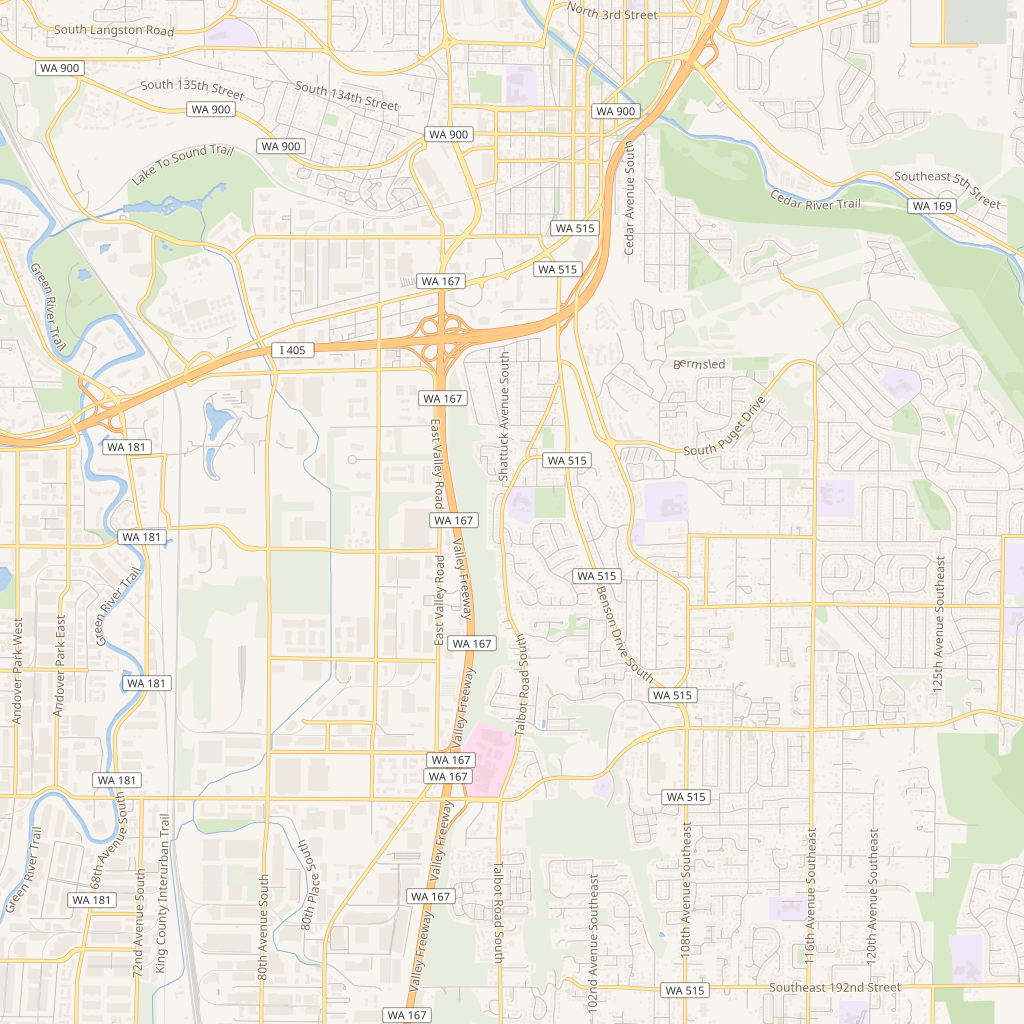 North 3rd Street
South Langston Road
WA 900
South 135th Street
South 134th Street
WA 900
WA 900
WA 900
WA 900
Lake To Sound Trail
Cedar Avenue South
Southeast 5th Street
Cedar River Trail
WA 169
WA 515
WA 515
WA 167
Green River Trail
I 405
Shattuck Avenue South
Bermsled
WA 167
South Puget Drive
WA 181
East Valley Road
WA 515
WA 167
WA 181
Valley Freeway
East Valley Road
WA 515
Green River Trail
Benson Drive South
125th Avenue Southeast
Andover Park West
Andover Park East
WA 167
Talbot Road South
WA 181
Valley Freeway
WA 515
WA 167
WA 167
WA 181
WA 515
68th Avenue South
King County Interurban Trail
Valley Freeway
Green River Trail
80th Place South
108th Avenue Southeast
116th Avenue Southeast
120th Avenue Southeast
WA 181
72nd Avenue South
80th Avenue South
WA 167
Talbot Road South
102nd Avenue Southeast
Valley Freeway
WA 515
Southeast 192nd Street
WA 167